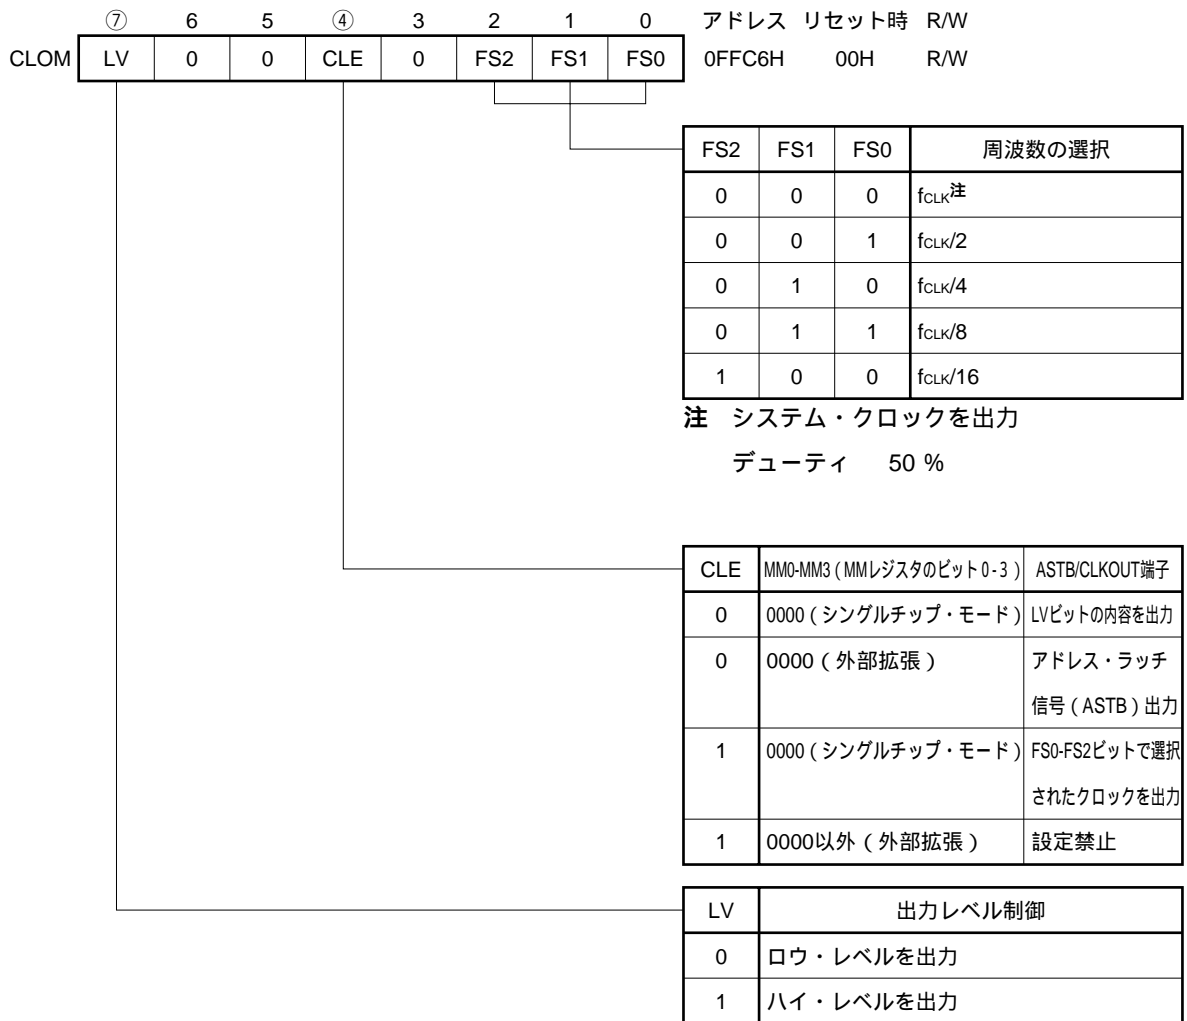 ⑦ 6 5 ④ 3 2 1 0 アドレス リセット時 R/W
CLOM LV 0 0 CLE 0 FS2 FS1 FS0 0FFC6H 00H R/W
FS2 FS1 FS0 周波数の選択
0 0 0 fCLK注
0 0 1 fCLK/2
0 1 0 fCLK/4
0 1 1 fCLK/8
1 0 0 fCLK/16
注 システム・クロックを出力
デューティ 50 %
CLE MM0-MM3(MMレジスタのビット0-3) ASTB/CLKOUT端子
0 0000(シングルチップ・モード) LVビットの内容を出力
0 0000(外部拡張) アドレス・ラッチ
信号(ASTB)出力
1 0000(シングルチップ・モード) FS0-FS2ビットで選択
されたクロックを出力
1 0000以外(外部拡張) 設定禁止
LV 出力レベル制御
0 ロウ・レベルを出力
1 ハイ・レベルを出力